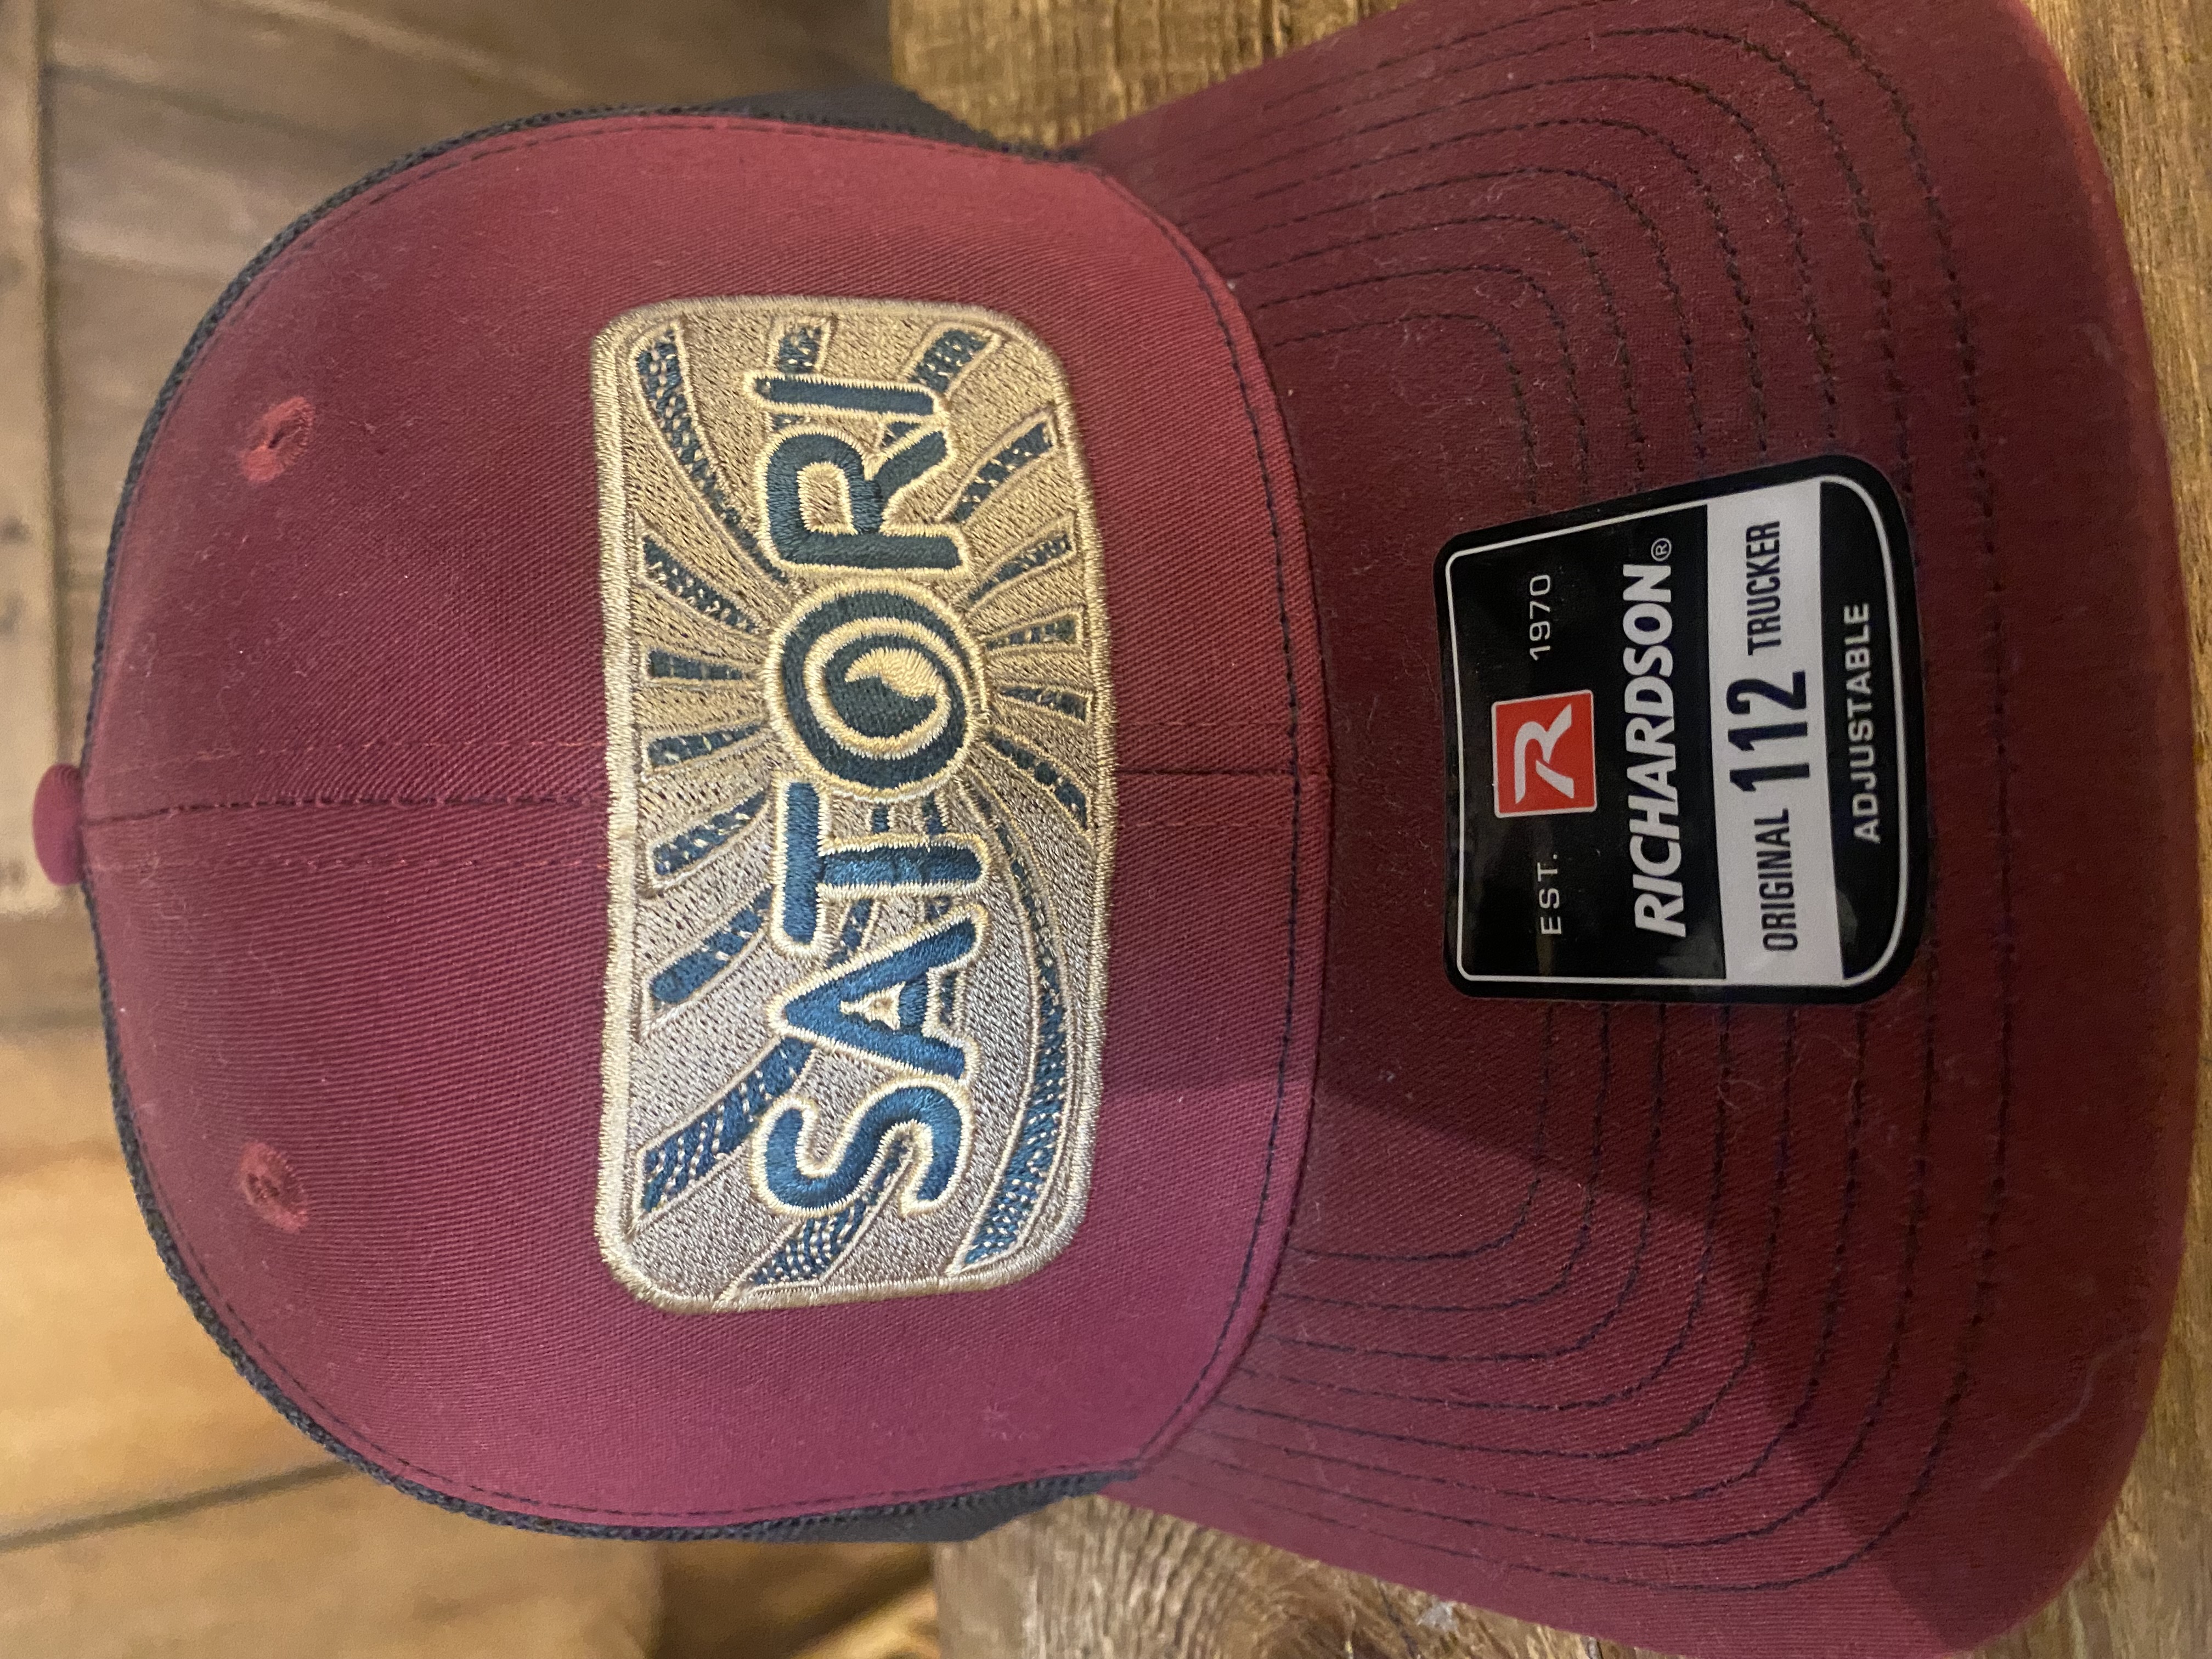 SATORI
EST. R 1970
RICHARDSON®
ORIGINAL 112 TRUCKER
ADJUSTABLE